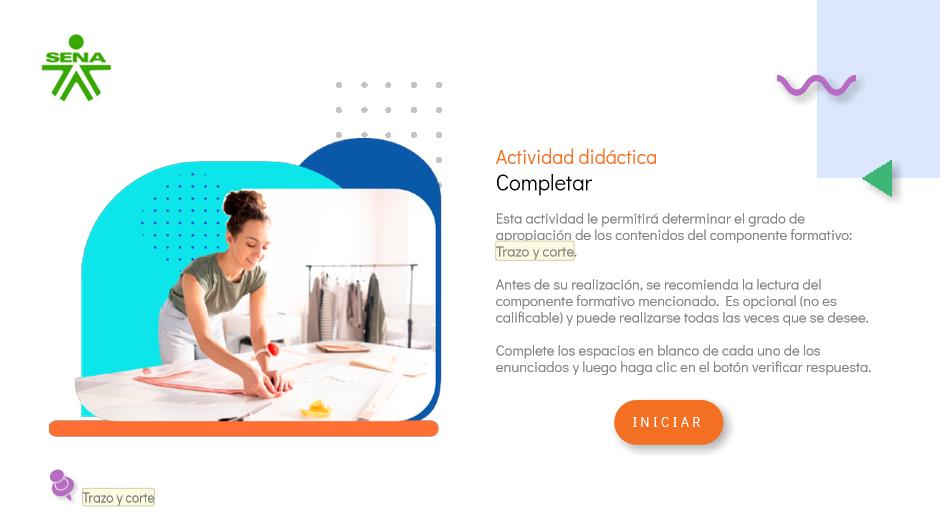 SENA
Actividad didáctica
Completar
Esta actividad le permitirá determinar el grado de
apropiación de los contenidos del componente formativo:
Trazo y corte.
Antes de su realización, se recomienda la lectura del
componente formativo mencionado. Es opcional (no es
calificable) y puede realizarse todas las veces que se desee.
Complete los espacios en blanco de cada uno de los
enunciados y luego haga clic en el botón verificar respuesta.
INICIAR
Trazo y corte